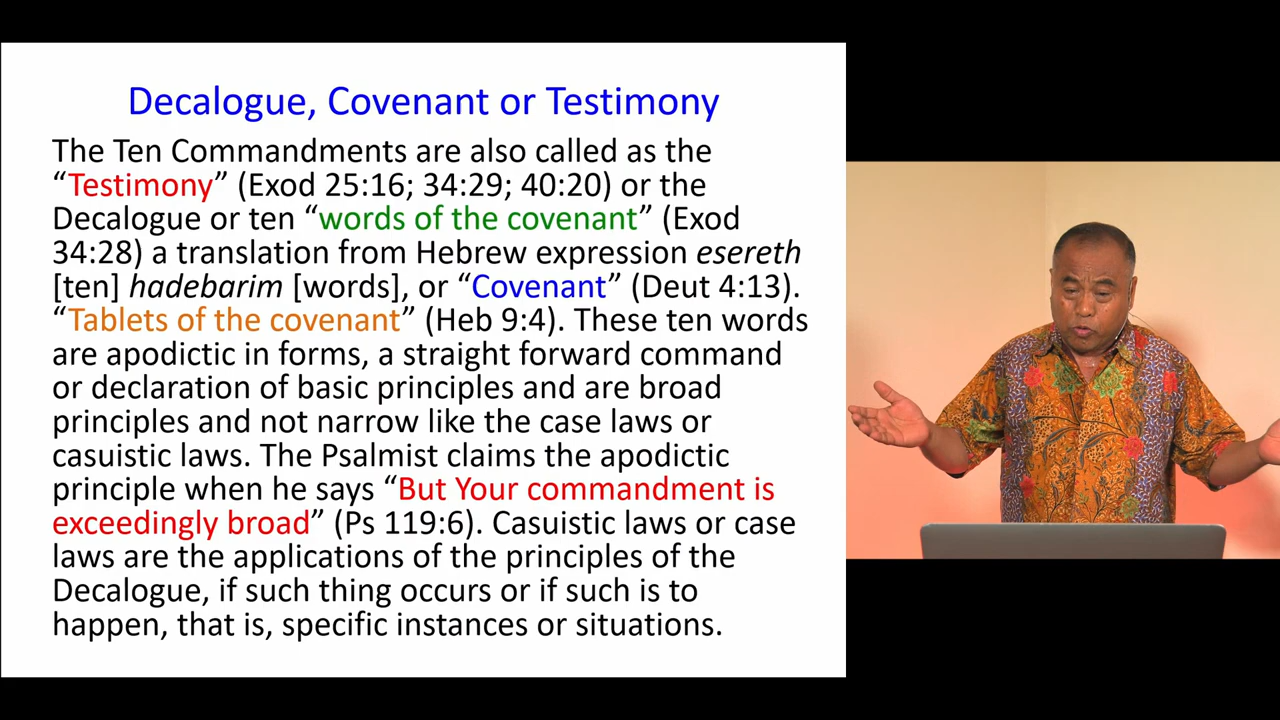 Decalogue, Covenant or Testimony
The Ten Commandments are also called as the
“Testimony” (Exod 25:16; 34:29; 40:20) or the
Decalogue or ten “words of the covenant” (Exod
34:28) a translation from Hebrew expression esereth
[ten] hadebarim [words], or “Covenant” (Deut 4:13).
“Tablets of the covenant” (Heb 9:4). These ten words
are apodictic in forms, a straight forward command
or declaration of basic principles and are broad
principles and not narrow like the case laws or
casuistic laws. The Psalmist claims the apodictic
principle when he says “But Your commandment is
exceedingly broad” (Ps 119:6). Casuistic laws or case
laws are the applications of the principles of the
Decalogue, if such thing occurs or if such is to
happen, that is, specific instances or situations.